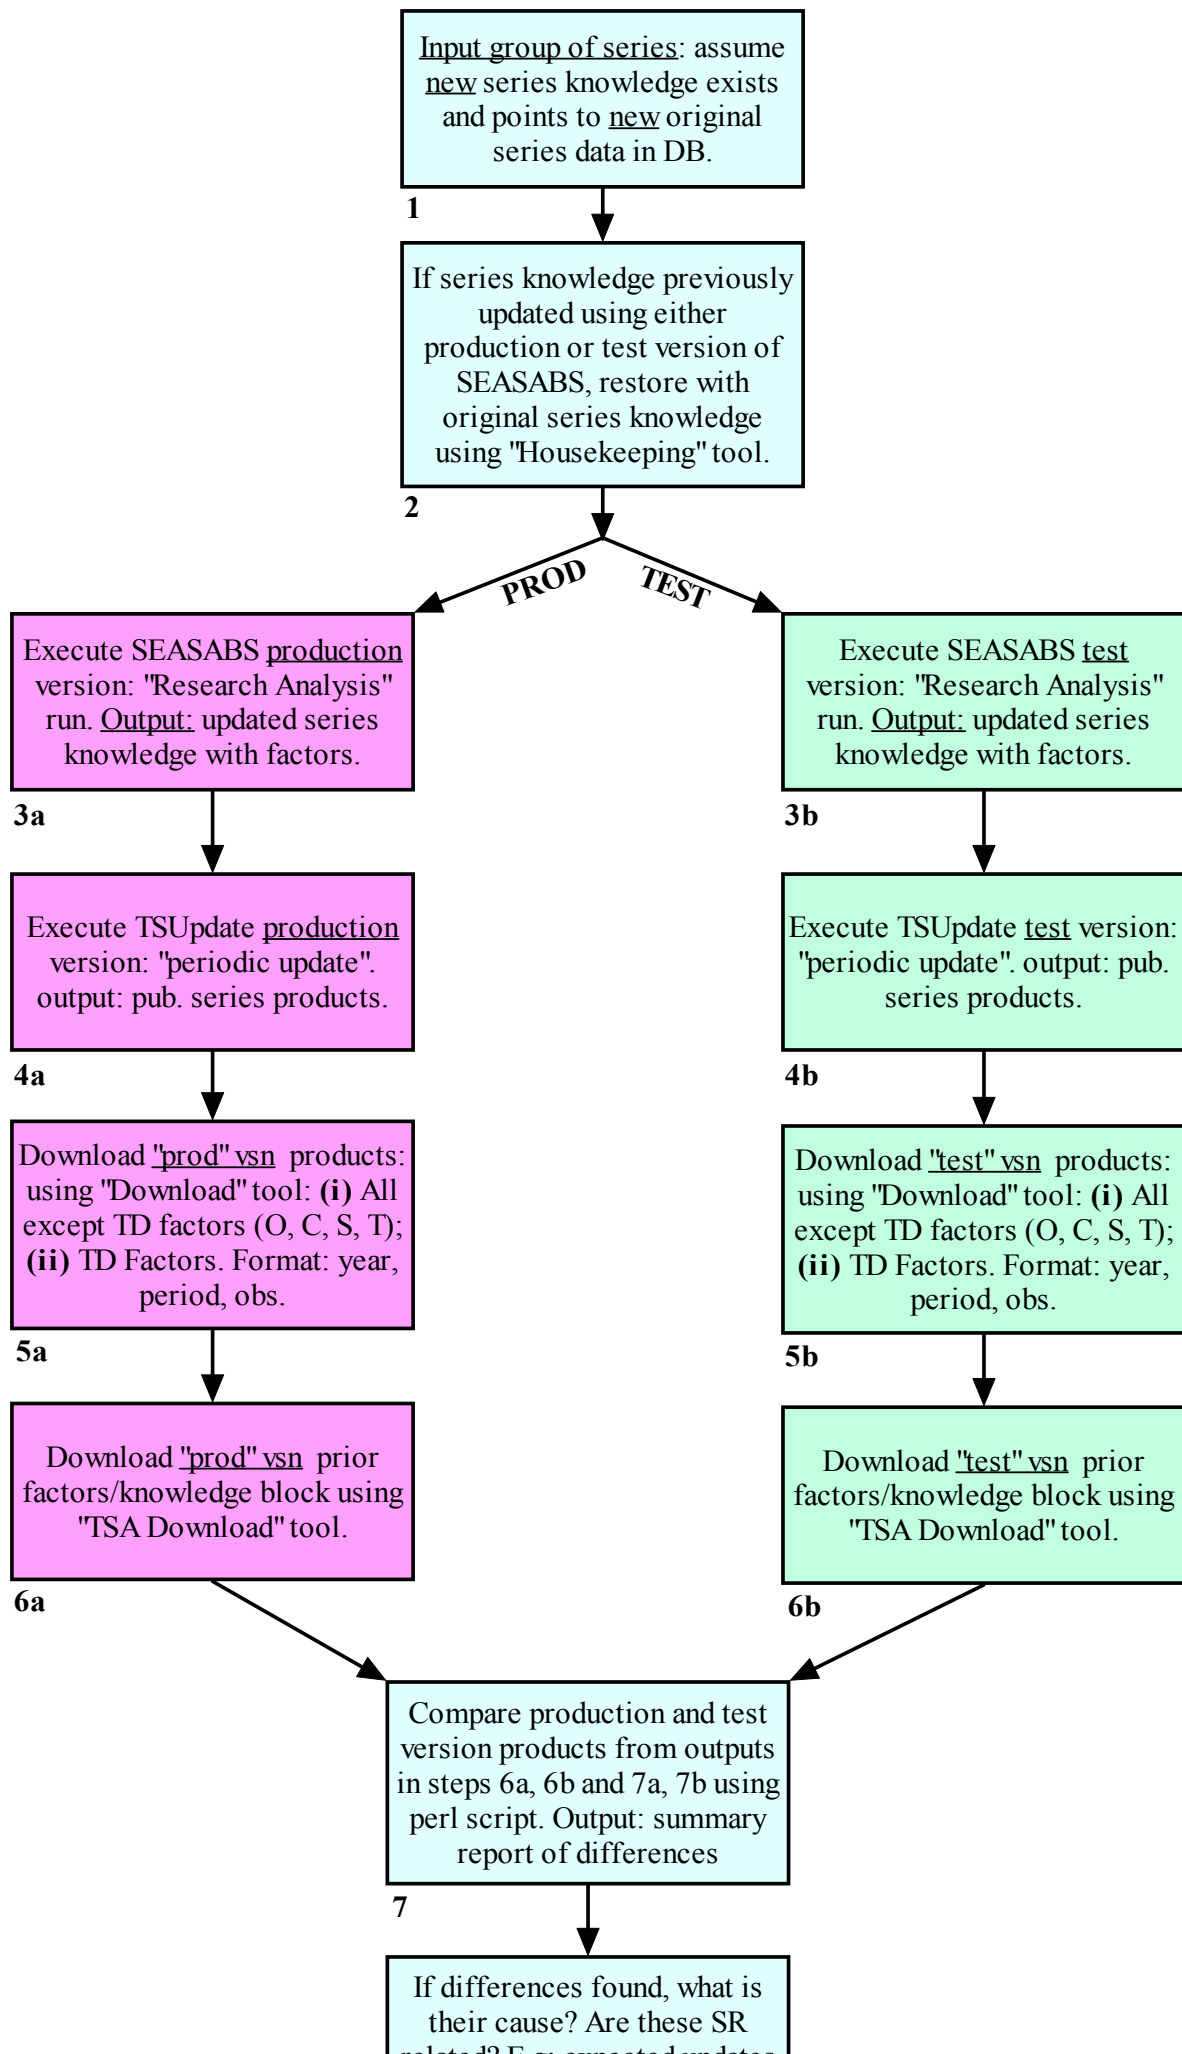 Input group of series: assume
new series knowledge exists
and points to new original
series data in DB.
1
If series knowledge previously
updated using either
production or test version of
SEASABS, restore with
original series knowledge
using "Housekeeping" tool.
2
PROD
TEST
Execute SEASABS production
version: "Research Analysis"
run. Output: updated series
knowledge with factors.
3a
Execute SEASABS test
version: "Research Analysis"
run. Output: updated series
knowledge with factors.
3b
Execute TSUpdate production
version: "periodic update".
output: pub. series products.
4a
Execute TSUpdate test version:
"periodic update". output: pub.
series products.
4b
Download "prod" vsn products:
using "Download" tool: (i) All
except TD factors (O, C, S, T);
(ii) TD Factors. Format: year,
period, obs.
5a
Download "test" vsn products:
using "Download" tool: (i) All
except TD factors (O, C, S, T);
(ii) TD Factors. Format: year,
period, obs.
5b
Download "prod" vsn prior
factors/knowledge block using
"TSA Download" tool.
6a
Download "test" vsn prior
factors/knowledge block using
"TSA Download" tool.
6b
Compare production and test
version products from outputs
in steps 6a, 6b and 7a, 7b using
perl script. Output: summary
report of differences
7
If differences found, what is
their cause? Are these SR
related? E.g: expected updates